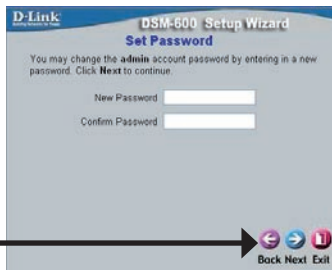 D-Link
DSM-600 Setup Wizard
Set Password
You may change the admin account password by entering in a new
password. Click Next to continue.
New Password
Confirm Password
Back Next Exit